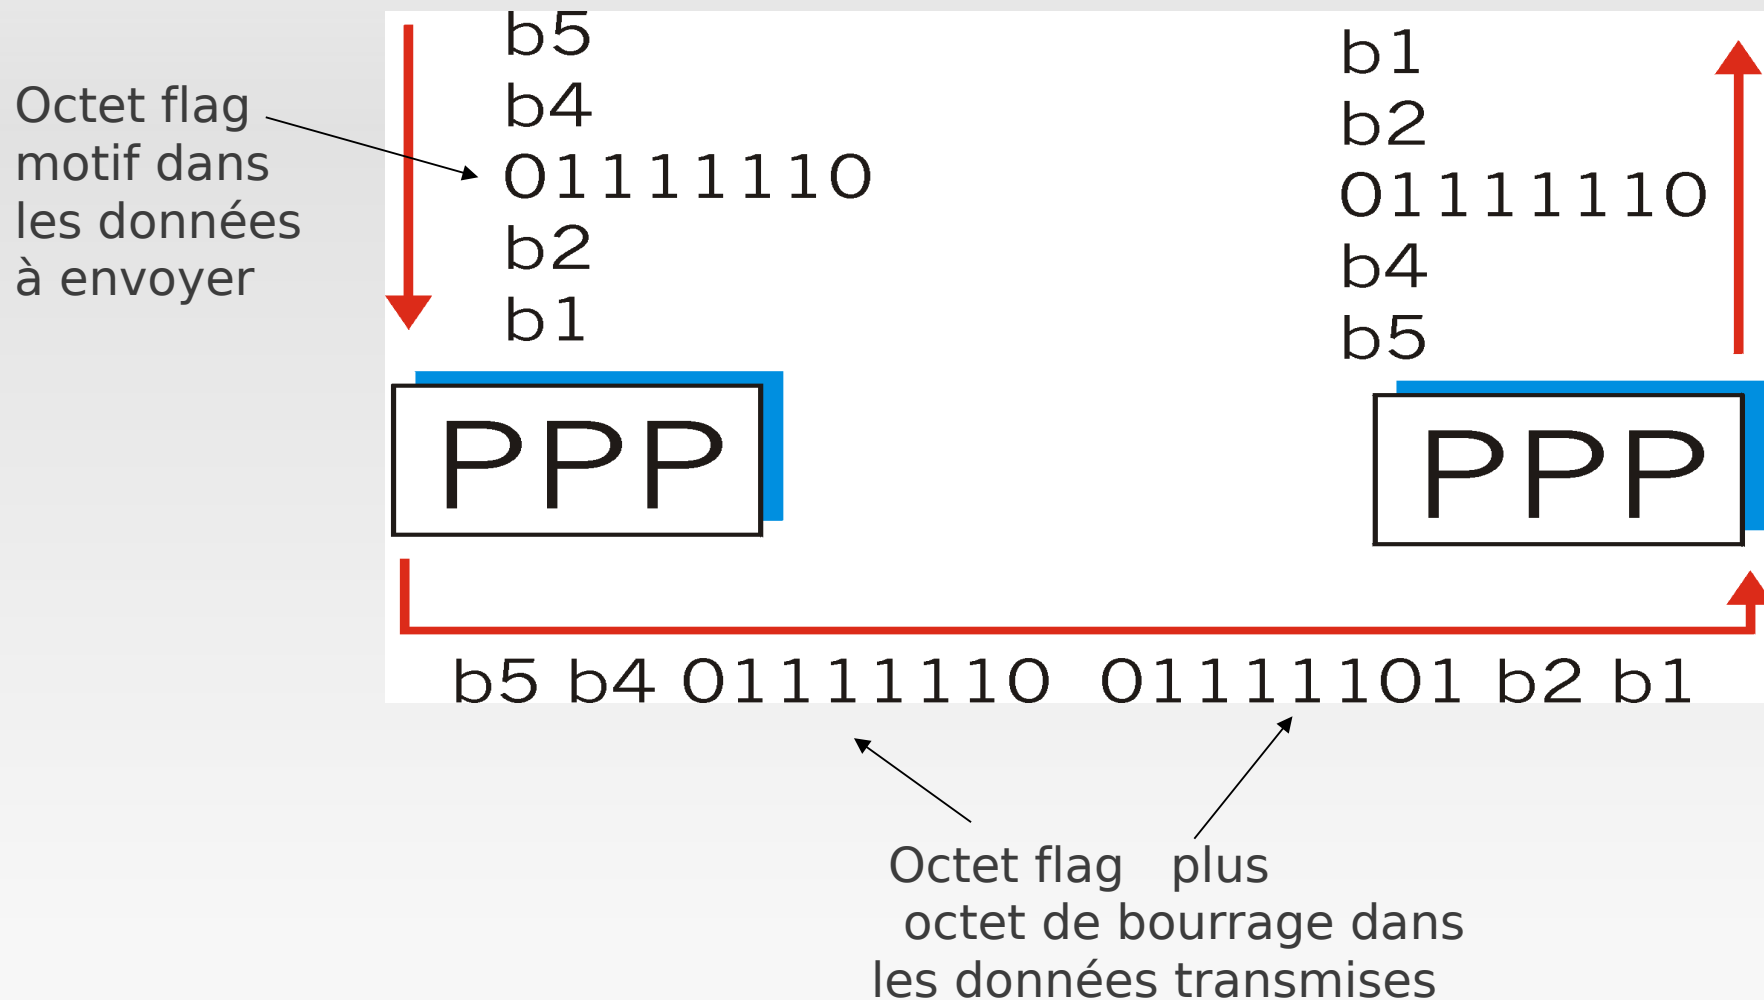 Octet flag
motif dans
les données
à envoyer
b5
b4
01111110
b2
b1
PPP
b1
b2
01111110
b4
b5
PPP
b5 b4 01111110 01111101 b2 b1
Octet flag plus
octet de bourrage dans
les données transmises